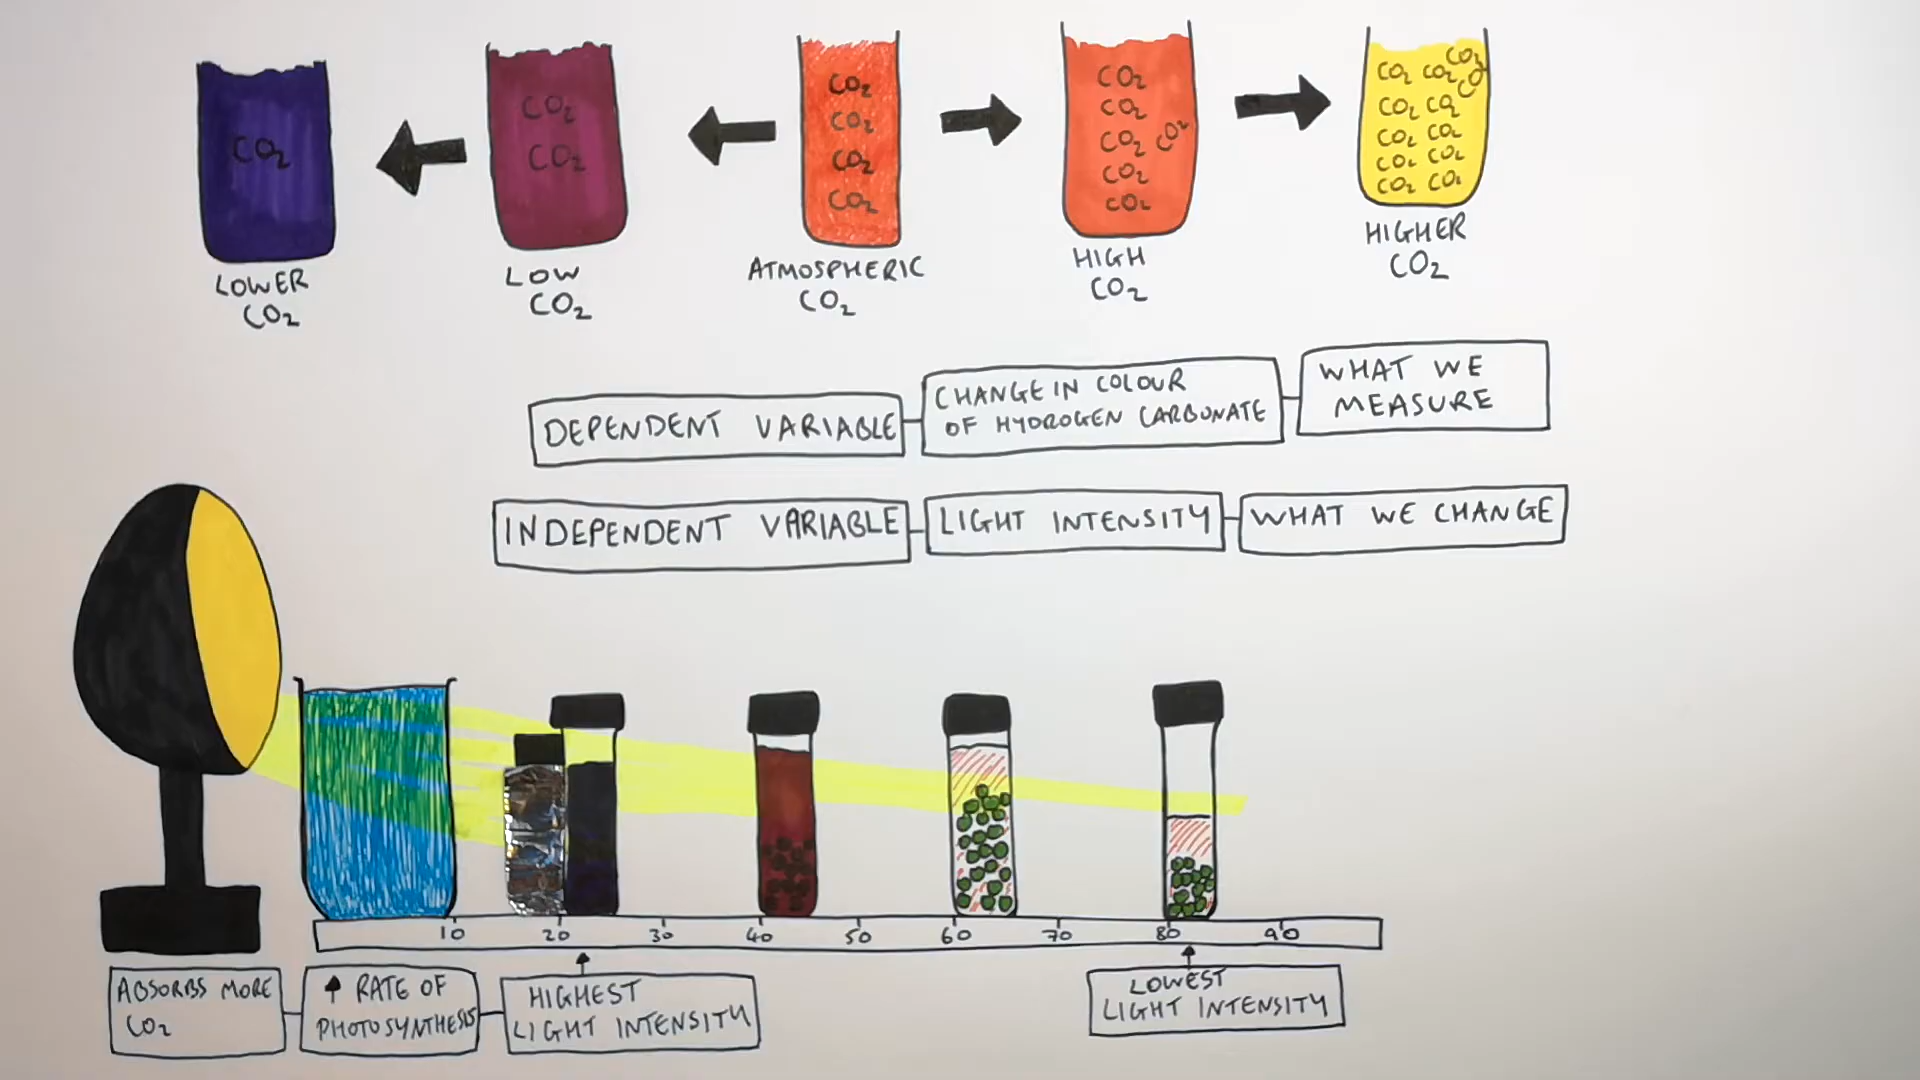 CO2
CO2
CO2
CO2
CO2
CO2
CO2
CO2
CO2
CO2
CO2
CO2
CO2
CO2
CO2 CO2 CO2
CO2
CO2 CO2
CO2 CO2
CO2 CO2
CO2 CO2
LOWER
CO2
LOW
CO2
ATMOSPHERIC
CO2
HIGH
CO2
HIGHER
CO2
DEPENDENT VARIABLE
CHANGE IN COLOUR
OF HYDROGEN CARBONATE
WHAT WE
MEASURE
INDEPENDENT VARIABLE
LIGHT INTENSITY
WHAT WE CHANGE
10 20 30 40 50 60 70 80 90
ABSORBS MORE
CO2
RATE OF
PHOTOSYNTHESIS
HIGHEST
LIGHT INTENSITY
LOWEST
LIGHT INTENSITY